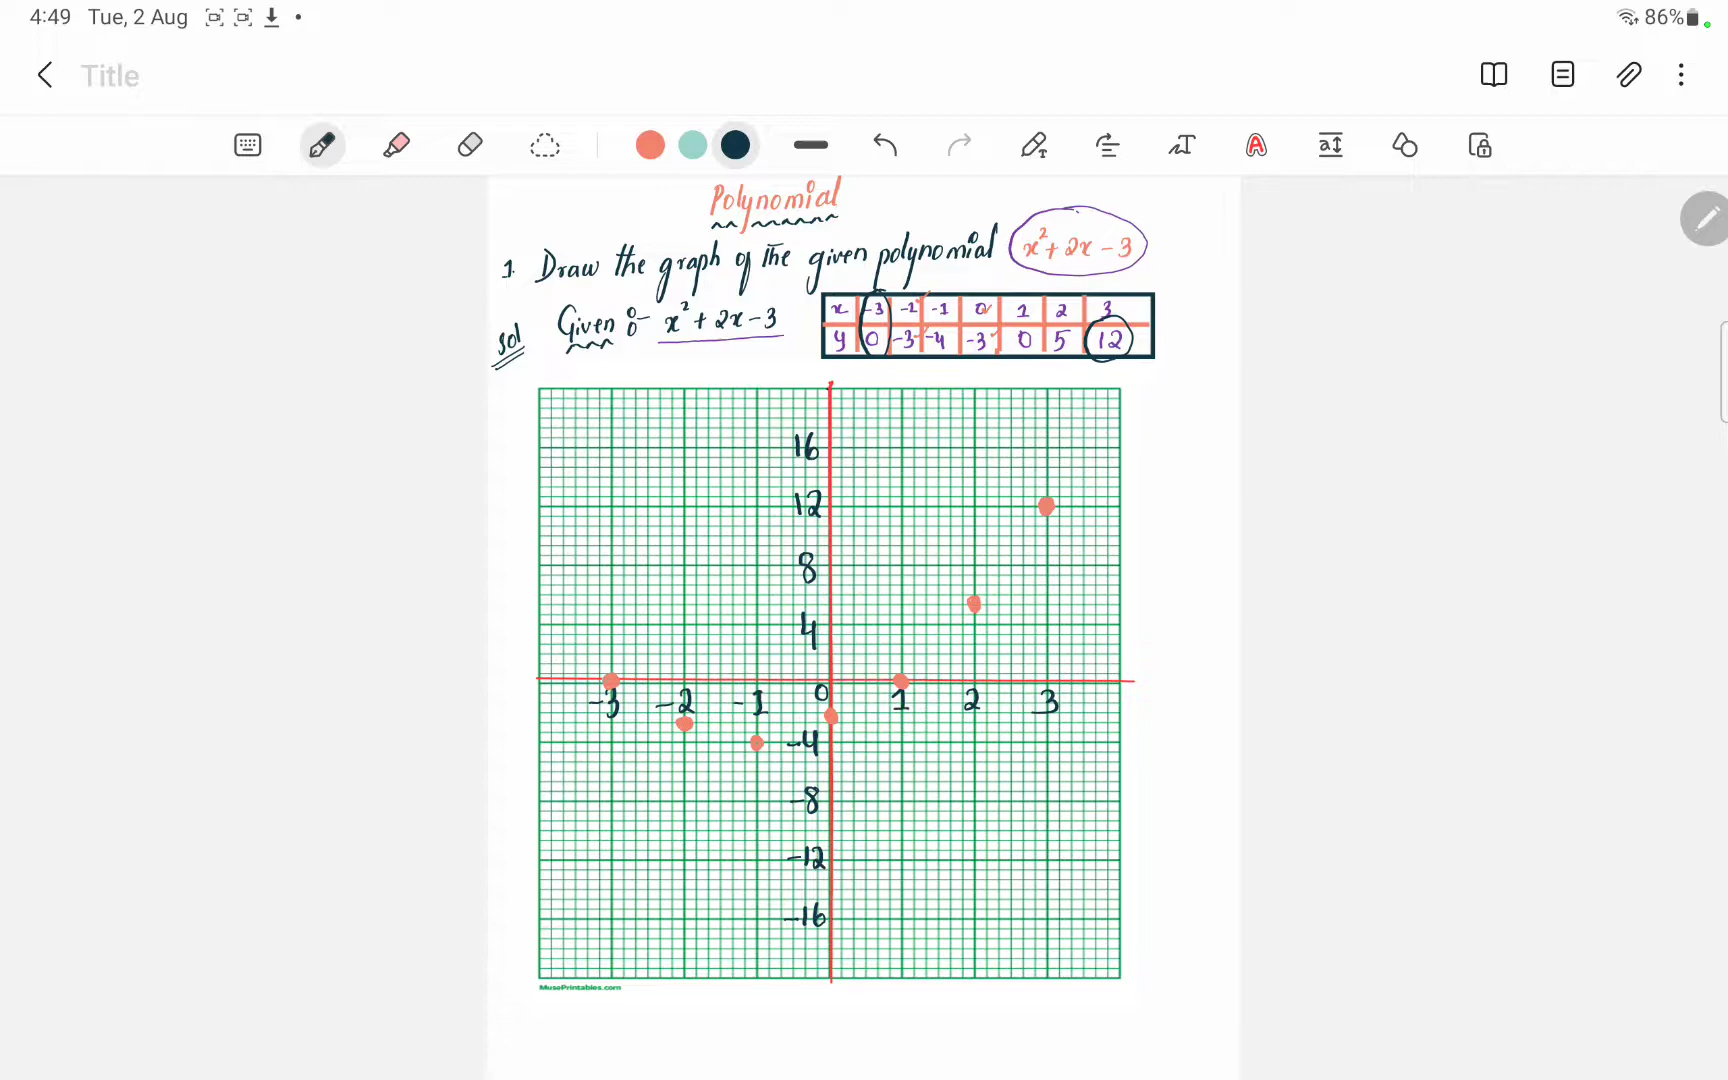 4:49 Tue, 2 Aug
86%
Title
Polynomial
1. Draw the graph of the given polynomial x² + 2x - 3
Sol Given :- x² + 2x - 3
x -3 -2 -1 0 1 2 3
y 0 -3 -4 -3 0 5 12
16
12
8
4
-3 -2 -1 0 1 2 3
-4
-8
-12
-16
MusePrintables.com